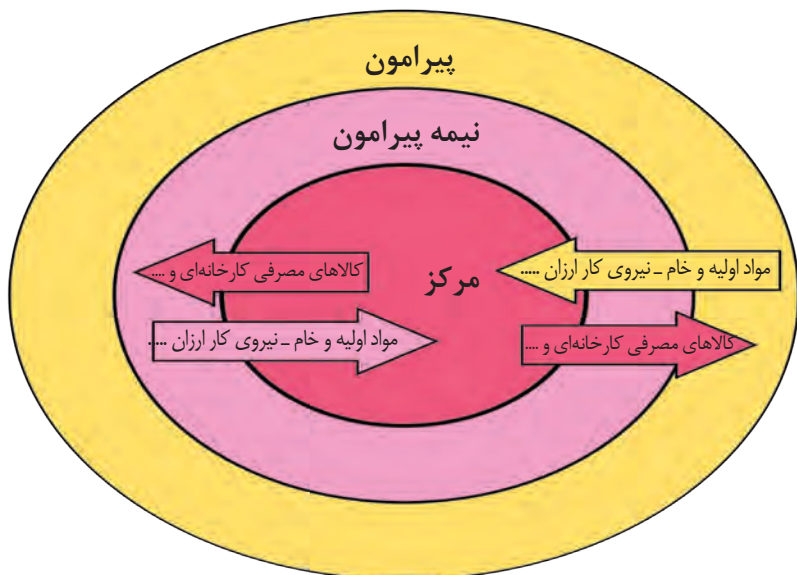 پیرامون
نیمه پیرامون
مرکز
مواد اولیه و خام ـ نیروی کار ارزان .....
کالاهای مصرفی کارخانه‌ای و ....
مواد اولیه و خام ـ نیروی کار ارزان ....
کالاهای مصرفی کارخانه‌ای و ....